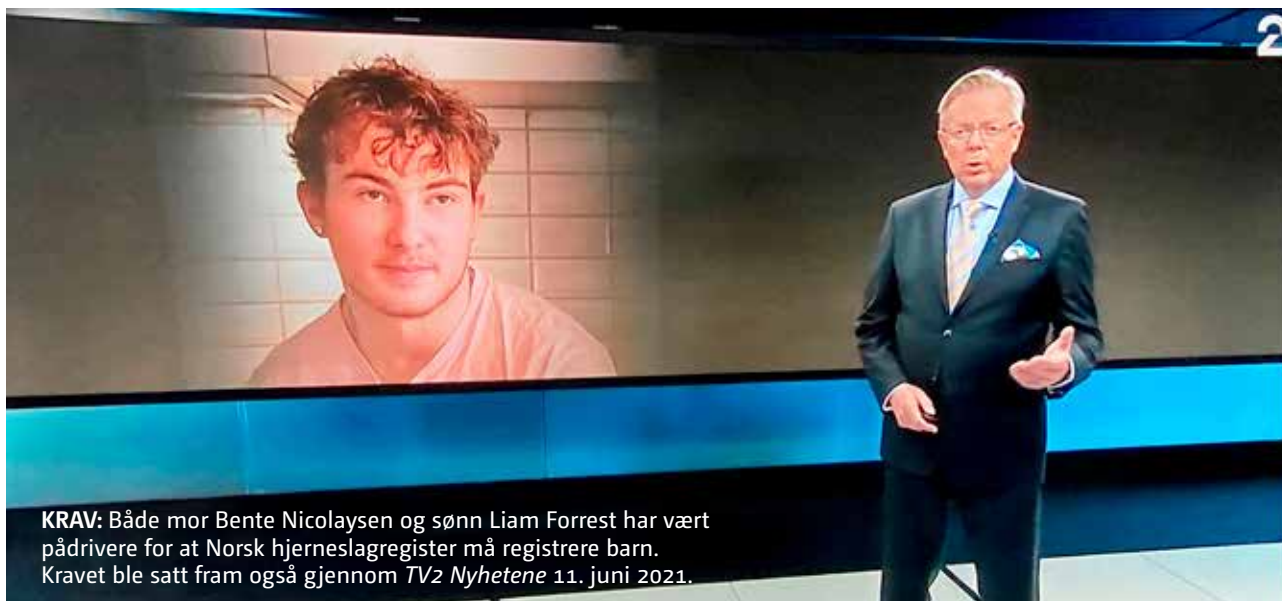 2
KRAV: Både mor Bente Nicolaysen og sønn Liam Forrest har vært
pådrivere for at Norsk hjerneslagregister må registrere barn.
Kravet ble satt fram også gjennom TV2 Nyhetene 11. juni 2021.